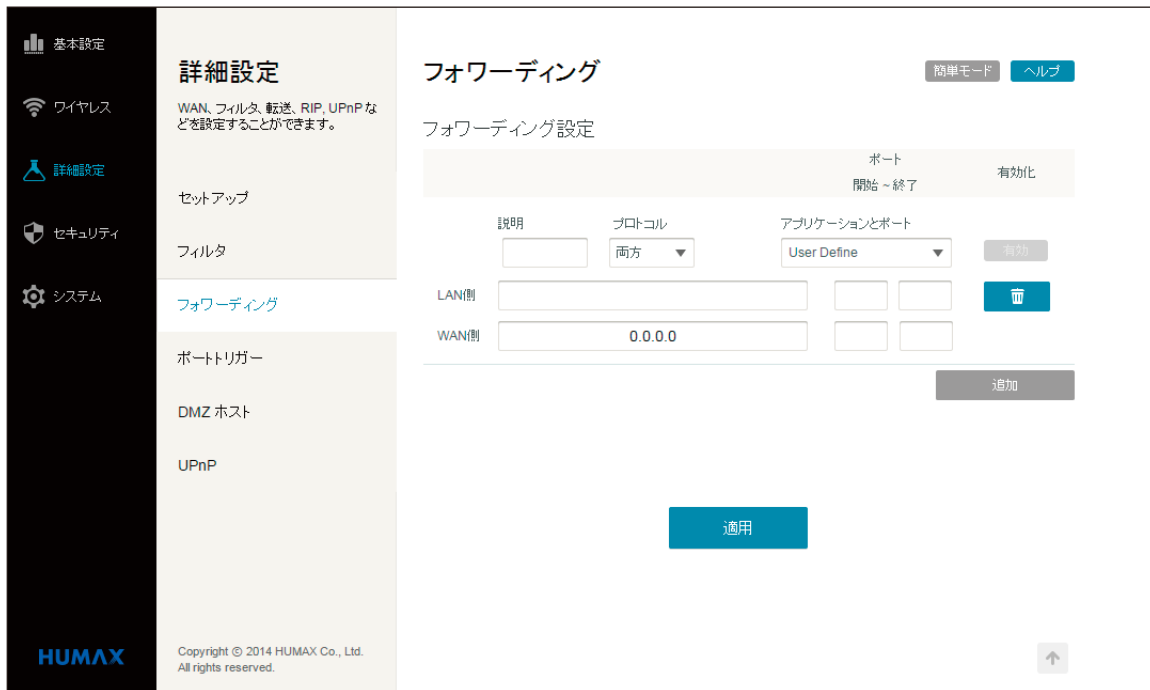 基本設定
ワイヤレス
詳細設定
セキュリティ
システム
HUMAX
詳細設定
WAN、フィルタ、転送、RIP, UPnP な
どを設定することができます。
セットアップ
フィルタ
フォワーディング
ポートトリガー
DMZ ホスト
UPnP
Copyright © 2014 HUMAX Co., Ltd.
All rights reserved.
フォワーディング
簡単モード
ヘルプ
フォワーディング設定
ポート
開始 ~ 終了
有効化
説明
プロトコル
アプリケーションとポート
両方
User Define
有効
LAN側
WAN側
0.0.0.0
追加
適用